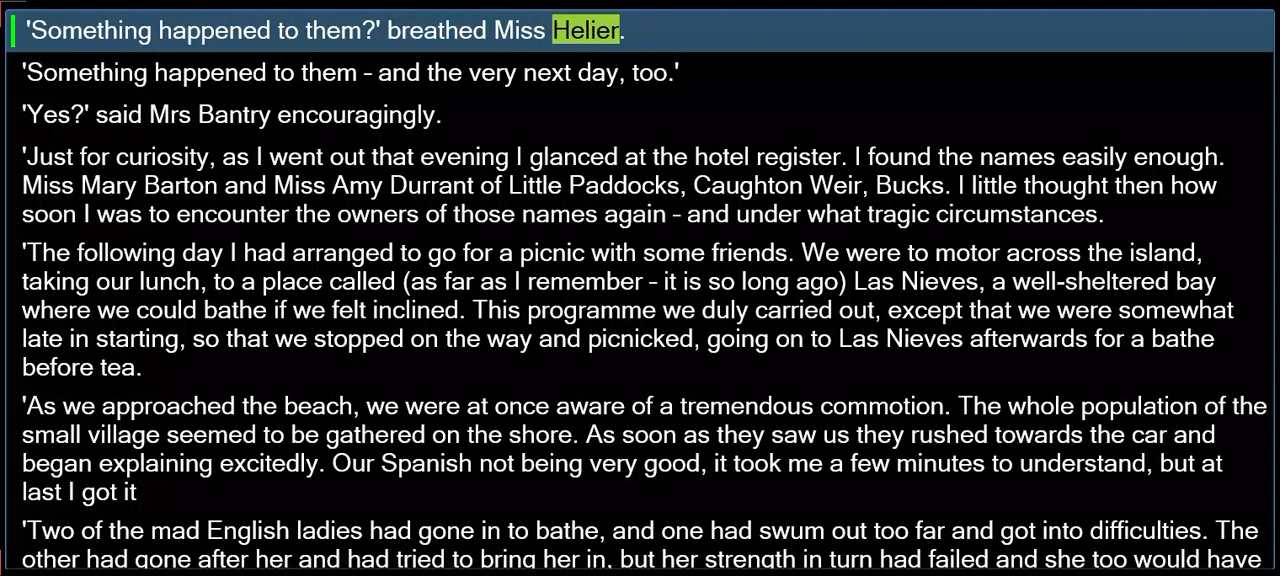 'Something happened to them?' breathed Miss Helier.
'Something happened to them – and the very next day, too.'
'Yes?' said Mrs Bantry encouragingly.
'Just for curiosity, as I went out that evening I glanced at the hotel register. I found the names easily enough.
Miss Mary Barton and Miss Amy Durrant of Little Paddocks, Caughton Weir, Bucks. I little thought then how
soon I was to encounter the owners of those names again – and under what tragic circumstances.
'The following day I had arranged to go for a picnic with some friends. We were to motor across the island,
taking our lunch, to a place called (as far as I remember – it is so long ago) Las Nieves, a well-sheltered bay
where we could bathe if we felt inclined. This programme we duly carried out, except that we were somewhat
late in starting, so that we stopped on the way and picnicked, going on to Las Nieves afterwards for a bathe
before tea.
'As we approached the beach, we were at once aware of a tremendous commotion. The whole population of the
small village seemed to be gathered on the shore. As soon as they saw us they rushed towards the car and
began explaining excitedly. Our Spanish not being very good, it took me a few minutes to understand, but at
last I got it
'Two of the mad English ladies had gone in to bathe, and one had swum out too far and got into difficulties. The
other had gone after her and had tried to bring her in, but her strength in turn had failed and she too would have